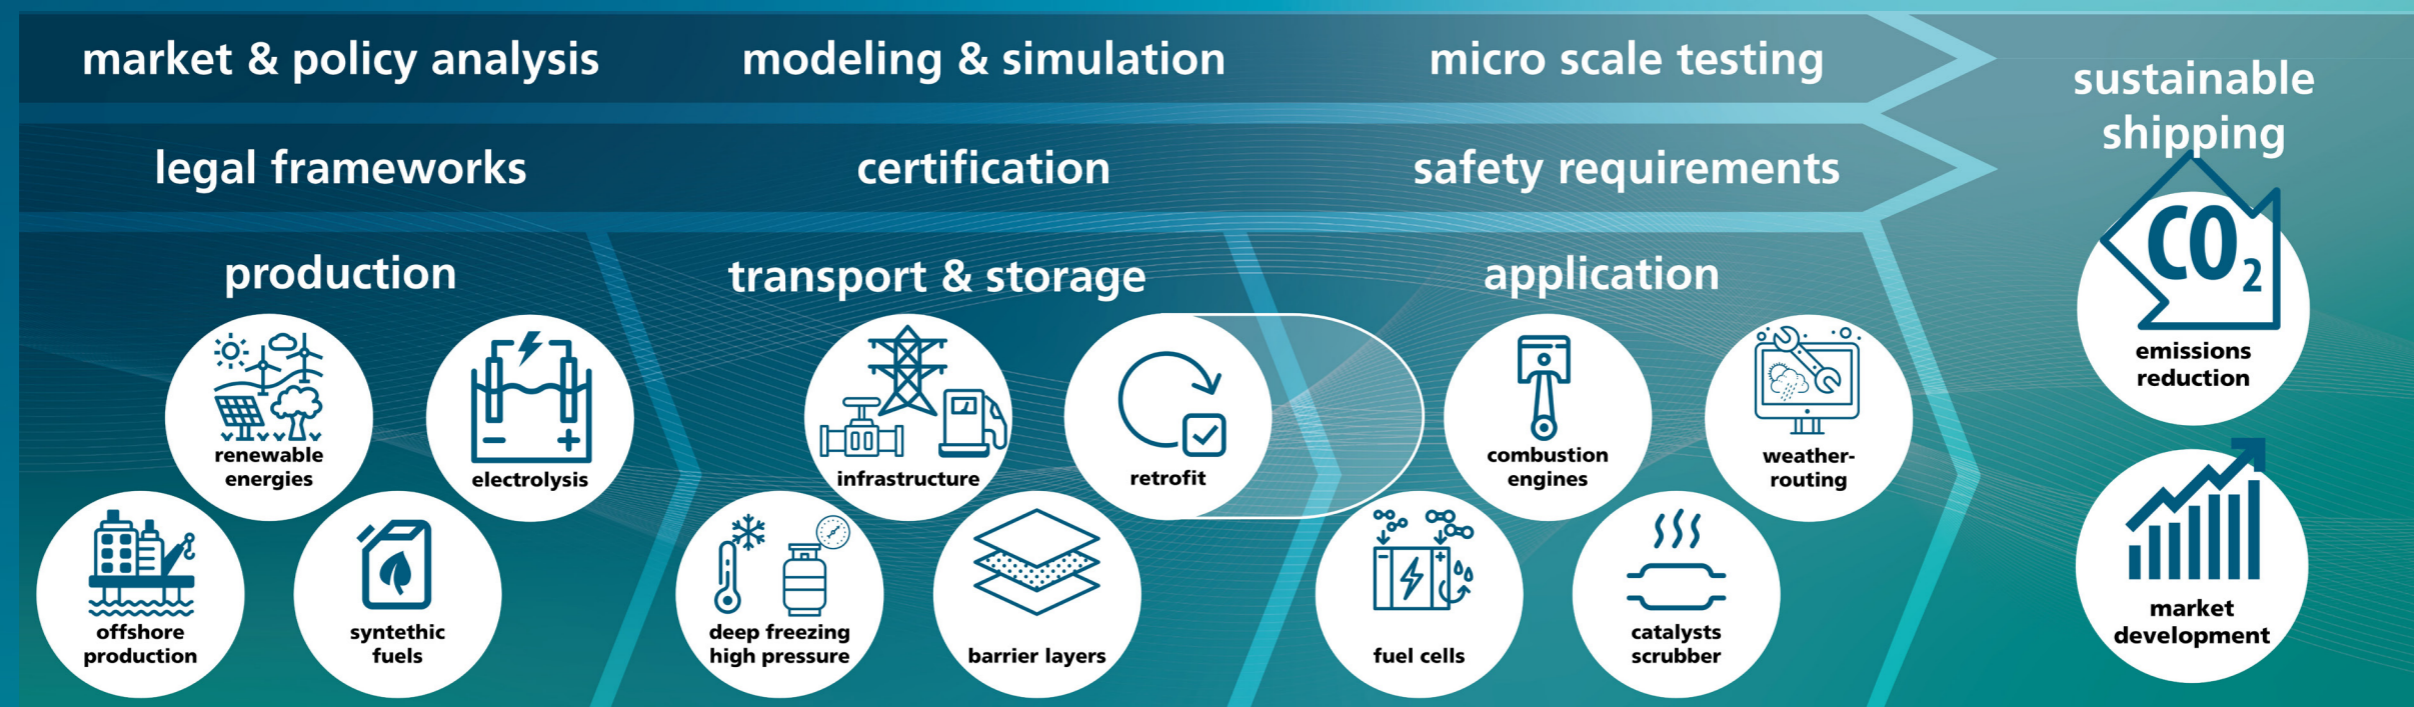 market & policy analysis
modeling & simulation
micro scale testing
legal frameworks
certification
safety requirements
production
renewable
energies
electrolysis
offshore
production
syntethic
fuels
transport & storage
infrastructure
retrofit
deep freezing
high pressure
barrier layers
application
combustion
engines
weather-
routing
fuel cells
catalysts
scrubber
sustainable
shipping
CO2
emissions
reduction
market
development